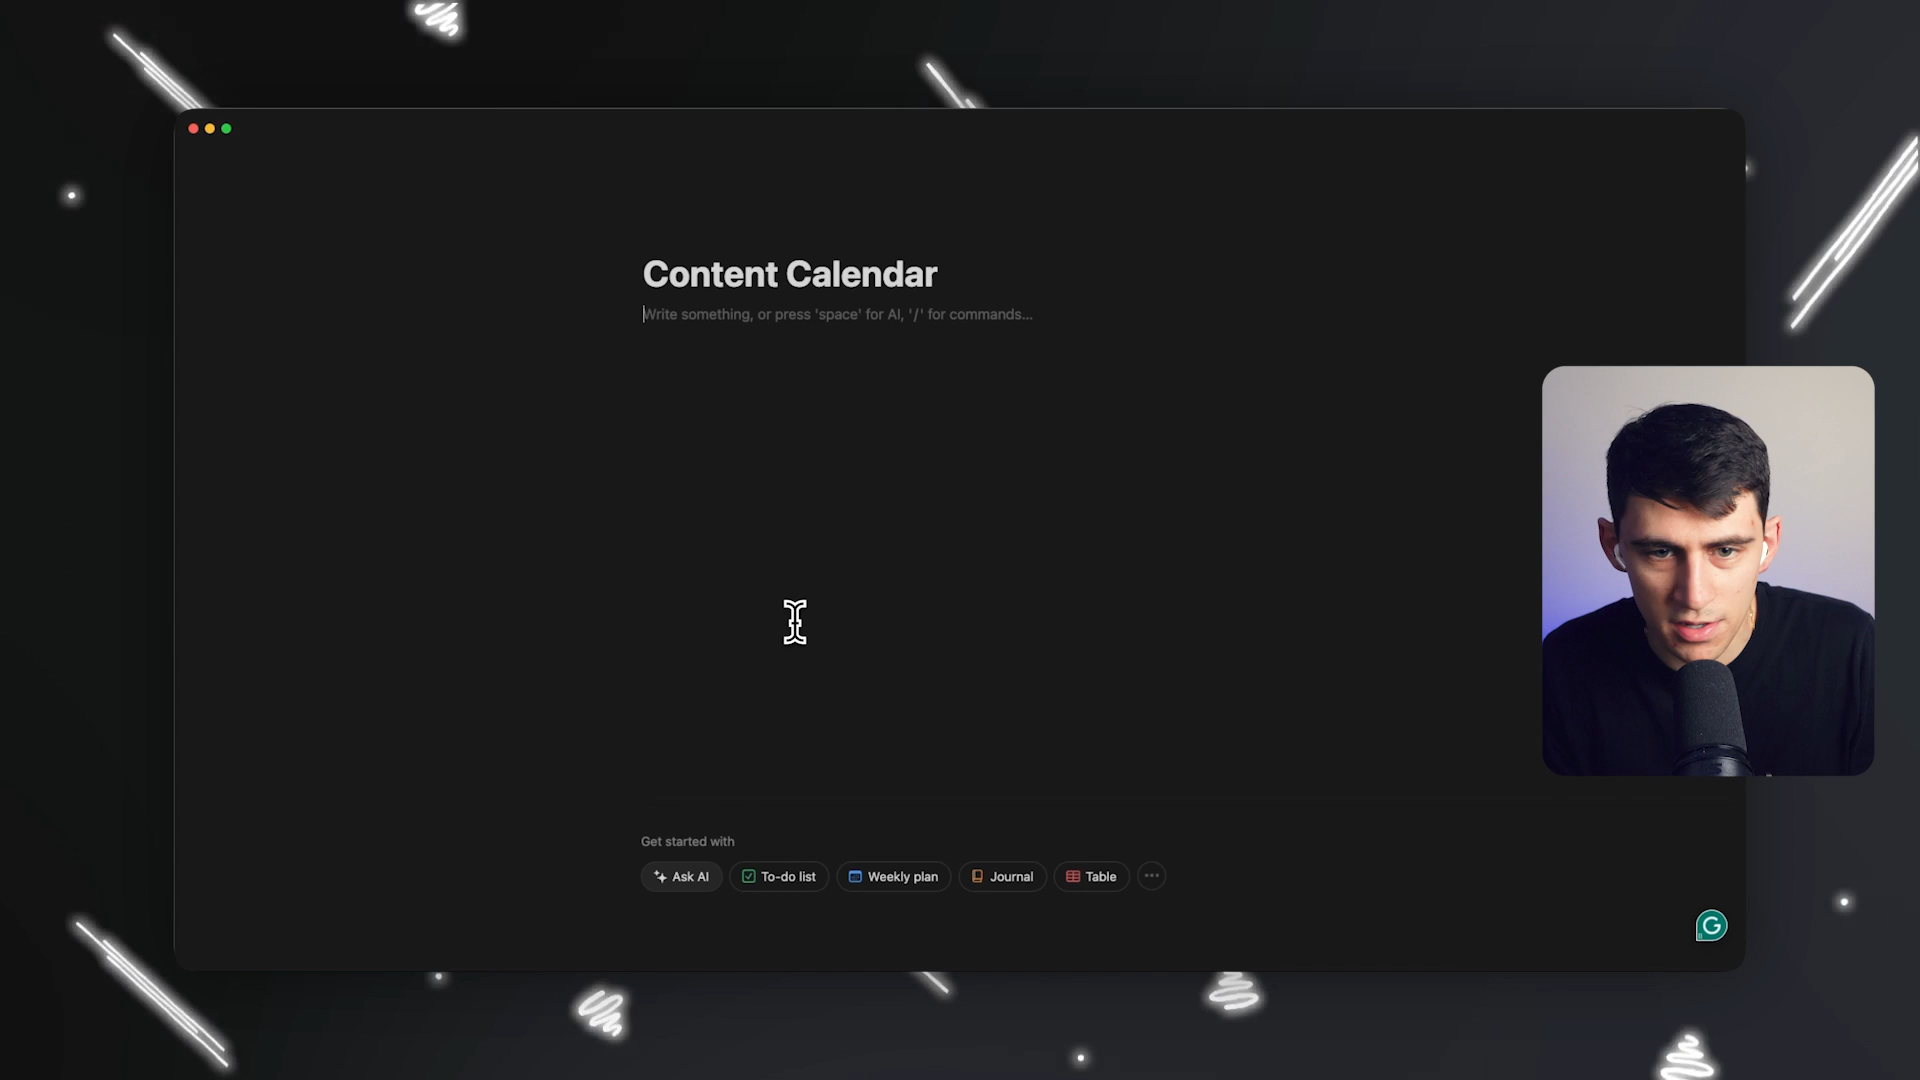 Content Calendar
Write something, or press 'space' for AI, '/' for commands...
Get started with
Ask AI
To-do list
Weekly plan
Journal
Table